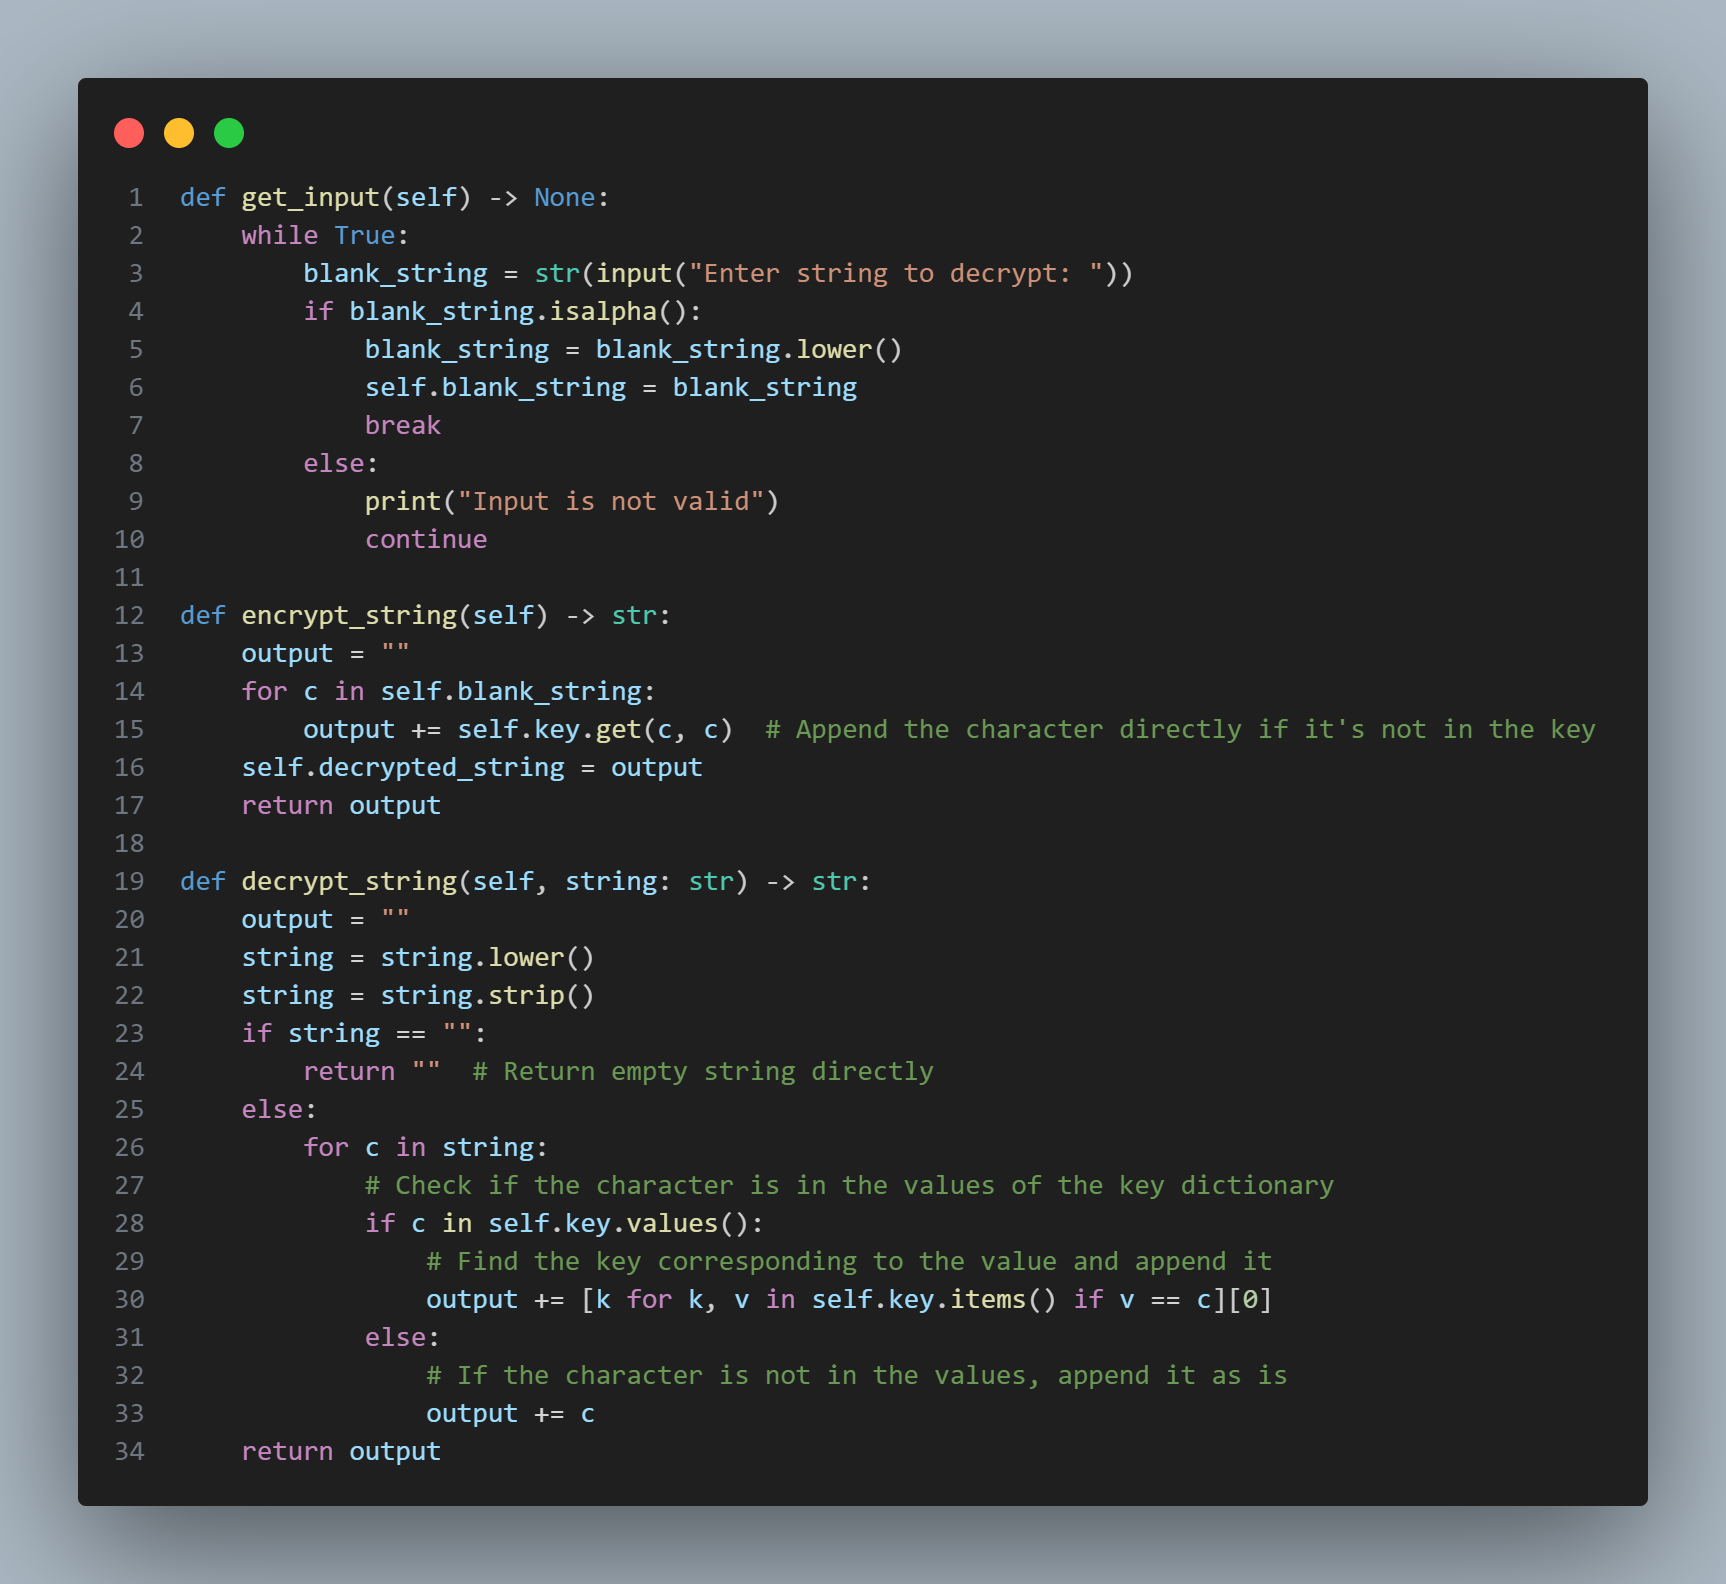 1 def get_input(self) -> None:
2     while True:
3         blank_string = str(input("Enter string to decrypt: "))
4         if blank_string.isalpha():
5             blank_string = blank_string.lower()
6             self.blank_string = blank_string
7             break
8         else:
9             print("Input is not valid")
10             continue
11
12 def encrypt_string(self) -> str:
13     output = ""
14     for c in self.blank_string:
15         output += self.key.get(c, c)  # Append the character directly if it's not in the key
16     self.decrypted_string = output
17     return output
18
19 def decrypt_string(self, string: str) -> str:
20     output = ""
21     string = string.lower()
22     string = string.strip()
23     if string == "":
24         return ""  # Return empty string directly
25     else:
26         for c in string:
27             # Check if the character is in the values of the key dictionary
28             if c in self.key.values():
29                 # Find the key corresponding to the value and append it
30                 output += [k for k, v in self.key.items() if v == c][0]
31             else:
32                 # If the character is not in the values, append it as is
33                 output += c
34     return output